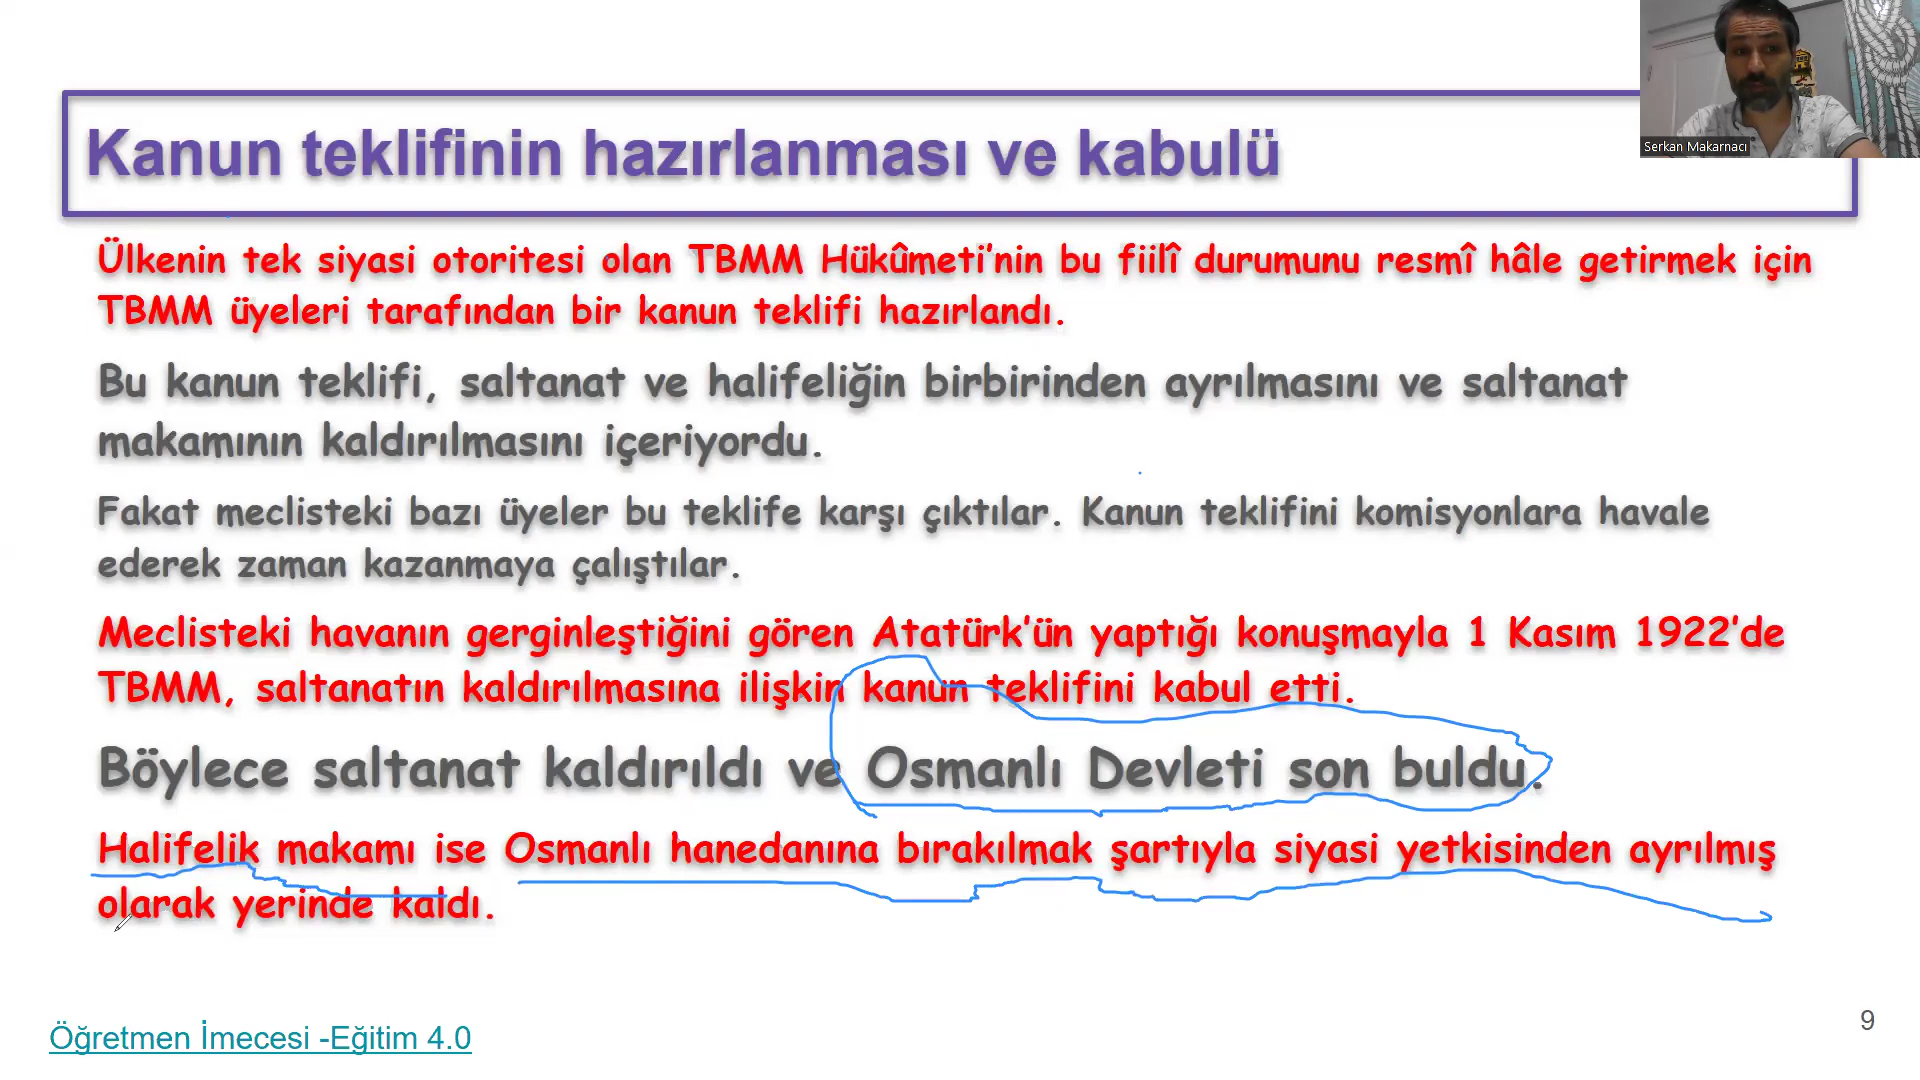 Serkan Makarnacı
Kanun teklifinin hazırlanması ve kabulü
Ülkenin tek siyasi otoritesi olan TBMM Hükûmeti’nin bu fiilî durumunu resmî hâle getirmek için
TBMM üyeleri tarafından bir kanun teklifi hazırlandı.
Bu kanun teklifi, saltanat ve halifeliğin birbirinden ayrılmasını ve saltanat
makamının kaldırılmasını içeriyordu.
Fakat meclisteki bazı üyeler bu teklife karşı çıktılar. Kanun teklifini komisyonlara havale
ederek zaman kazanmaya çalıştılar.
Meclisteki havanın gerginleştiğini gören Atatürk’ün yaptığı konuşmayla 1 Kasım 1922’de
TBMM, saltanatın kaldırılmasına ilişkin kanun teklifini kabul etti.
Böylece saltanat kaldırıldı ve Osmanlı Devleti son buldu.
Halifelik makamı ise Osmanlı hanedanına bırakılmak şartıyla siyasi yetkisinden ayrılmış
olarak yerinde kaldı.
Öğretmen İmecesi -Eğitim 4.0
9